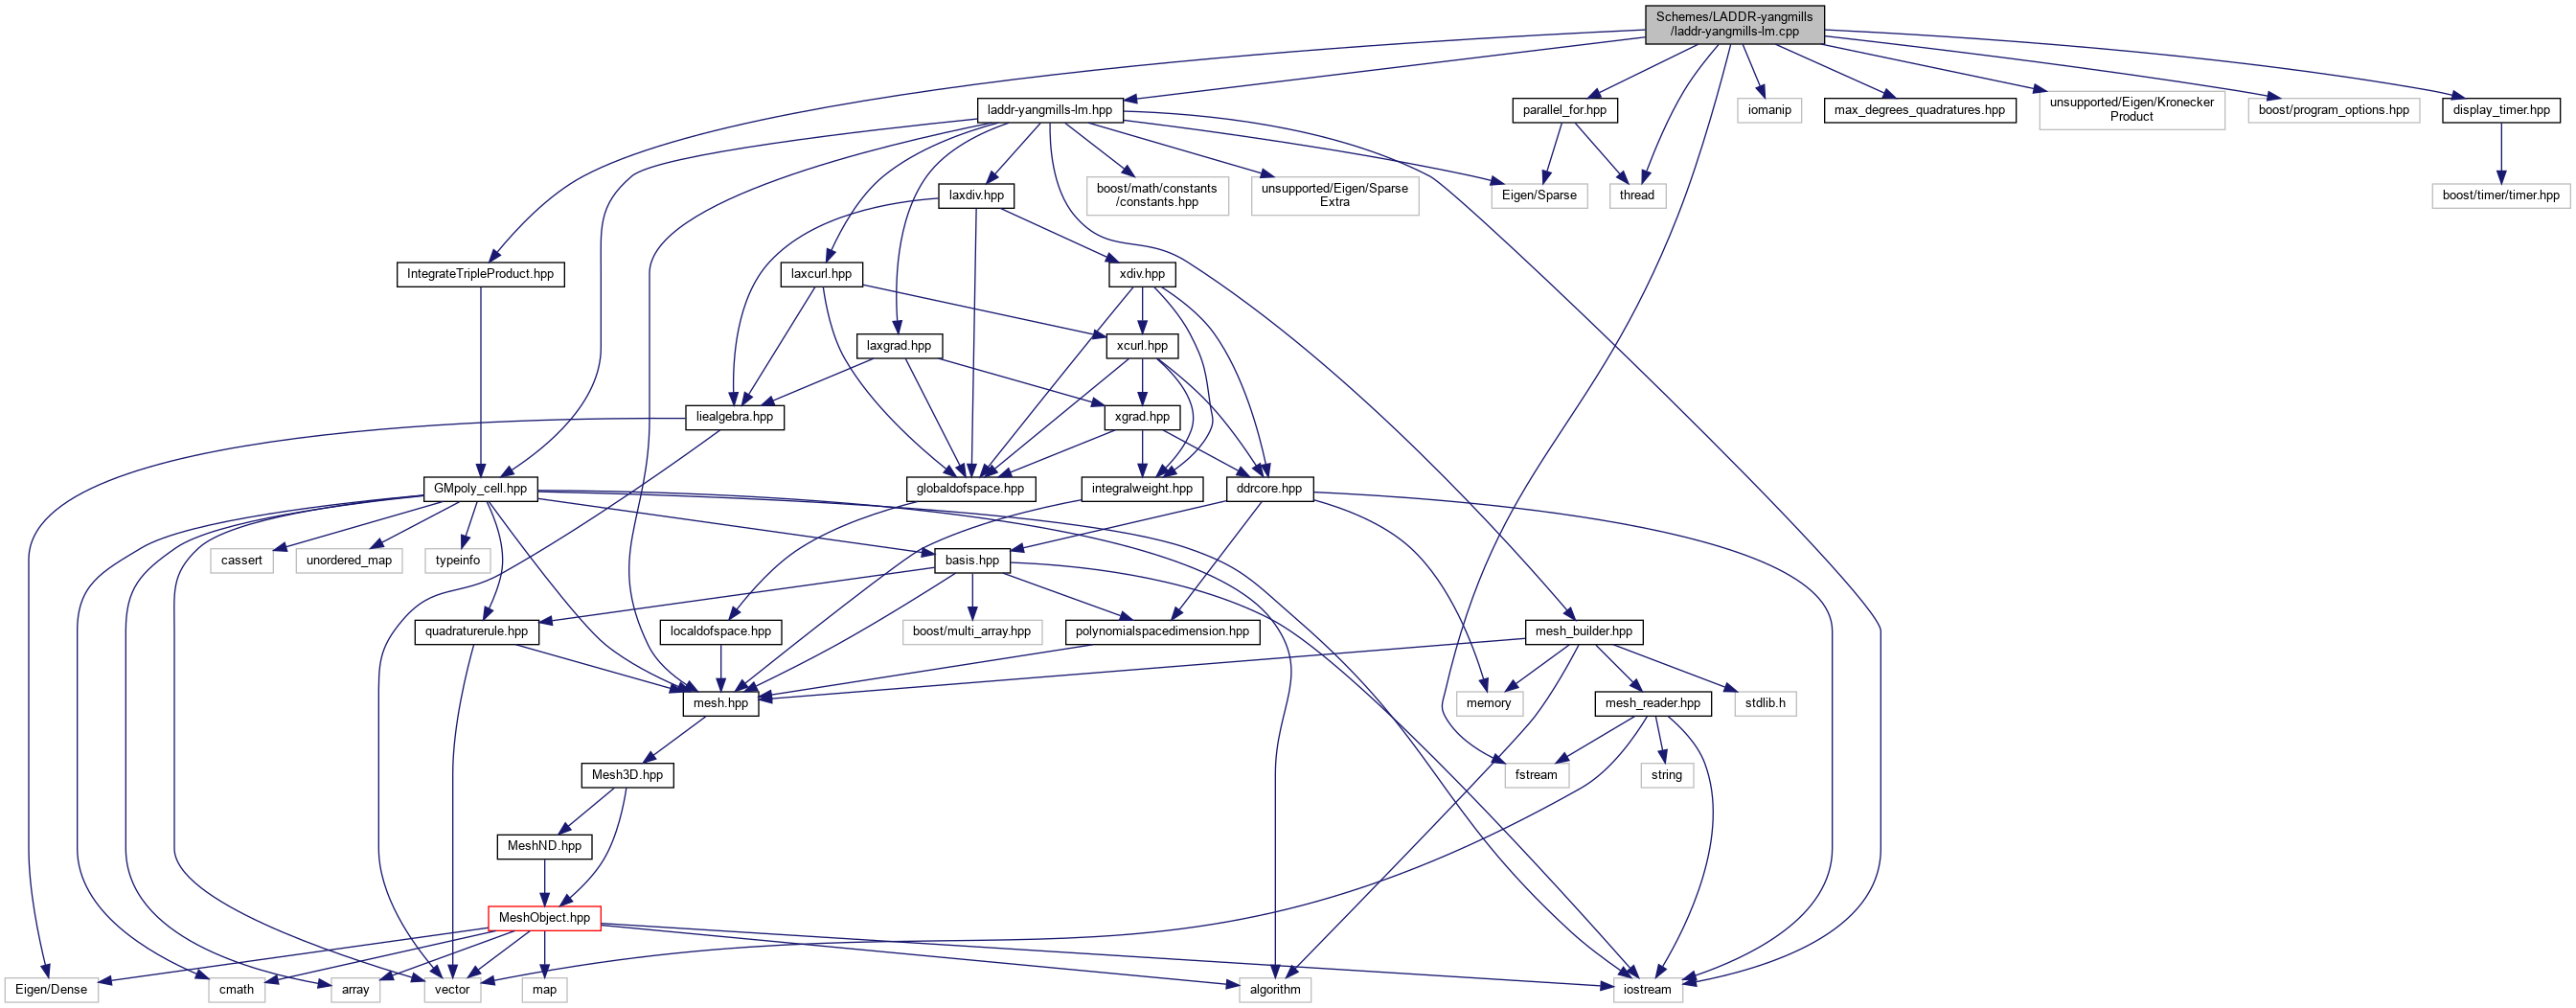 Schemes/LADDR-yangmills
/laddr-yangmills-lm.cpp
laddr-yangmills-lm.hpp
parallel_for.hpp
iomanip
max_degrees_quadratures.hpp
unsupported/Eigen/Kronecker
Product
boost/program_options.hpp
display_timer.hpp
laxdiv.hpp
boost/math/constants
/constants.hpp
unsupported/Eigen/Sparse
Extra
Eigen/Sparse
thread
boost/timer/timer.hpp
IntegrateTripleProduct.hpp
laxcurl.hpp
xdiv.hpp
laxgrad.hpp
xcurl.hpp
liealgebra.hpp
xgrad.hpp
GMpoly_cell.hpp
globaldofspace.hpp
integralweight.hpp
ddrcore.hpp
cassert
unordered_map
typeinfo
basis.hpp
quadraturerule.hpp
localdofspace.hpp
boost/multi_array.hpp
polynomialspacedimension.hpp
mesh_builder.hpp
mesh.hpp
memory
mesh_reader.hpp
stdlib.h
Mesh3D.hpp
fstream
string
MeshND.hpp
MeshObject.hpp
Eigen/Dense
cmath
array
vector
map
algorithm
iostream